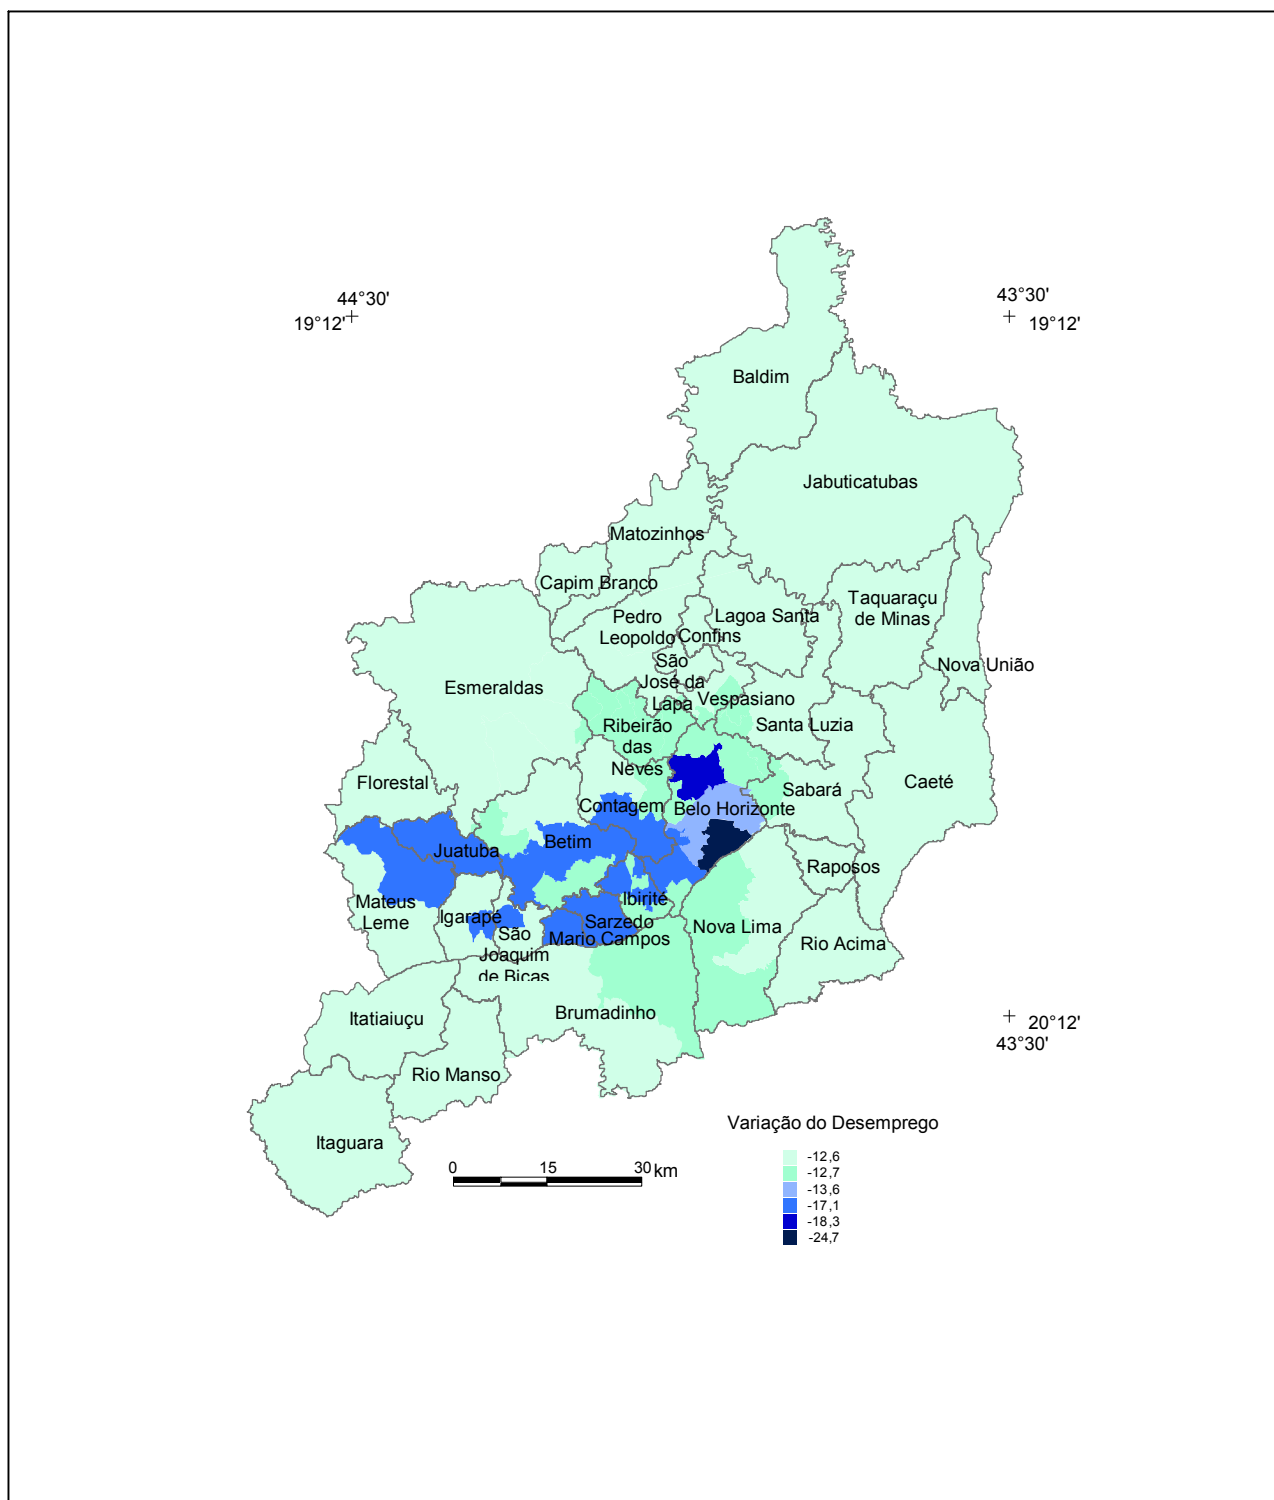 44°30'
19°12'
43°30'
19°12'
Baldim
Jabuticatubas
Matozinhos
Capim Branco
Taquaraçu
de Minas
Pedro
Leopoldo
Lagoa Santa
Confins
São
José da
Lapa
Nova União
Esmeraldas
Vespasiano
Ribeirão
das
Neves
Santa Luzia
Florestal
Caeté
Sabará
Contagem
Belo Horizonte
Betim
Juatuba
Raposos
Mateus
Leme
Ibirité
Igarapé
Sarzedo
São
Joaquim
de Bicas
Mario Campos
Nova Lima
Rio Acima
Brumadinho
Itatiaiuçu
20°12'
43°30'
Rio Manso
Itaguara
Variação do Desemprego
-12,6
-12,7
-13,6
-17,1
-18,3
-24,7
0 15 30 km